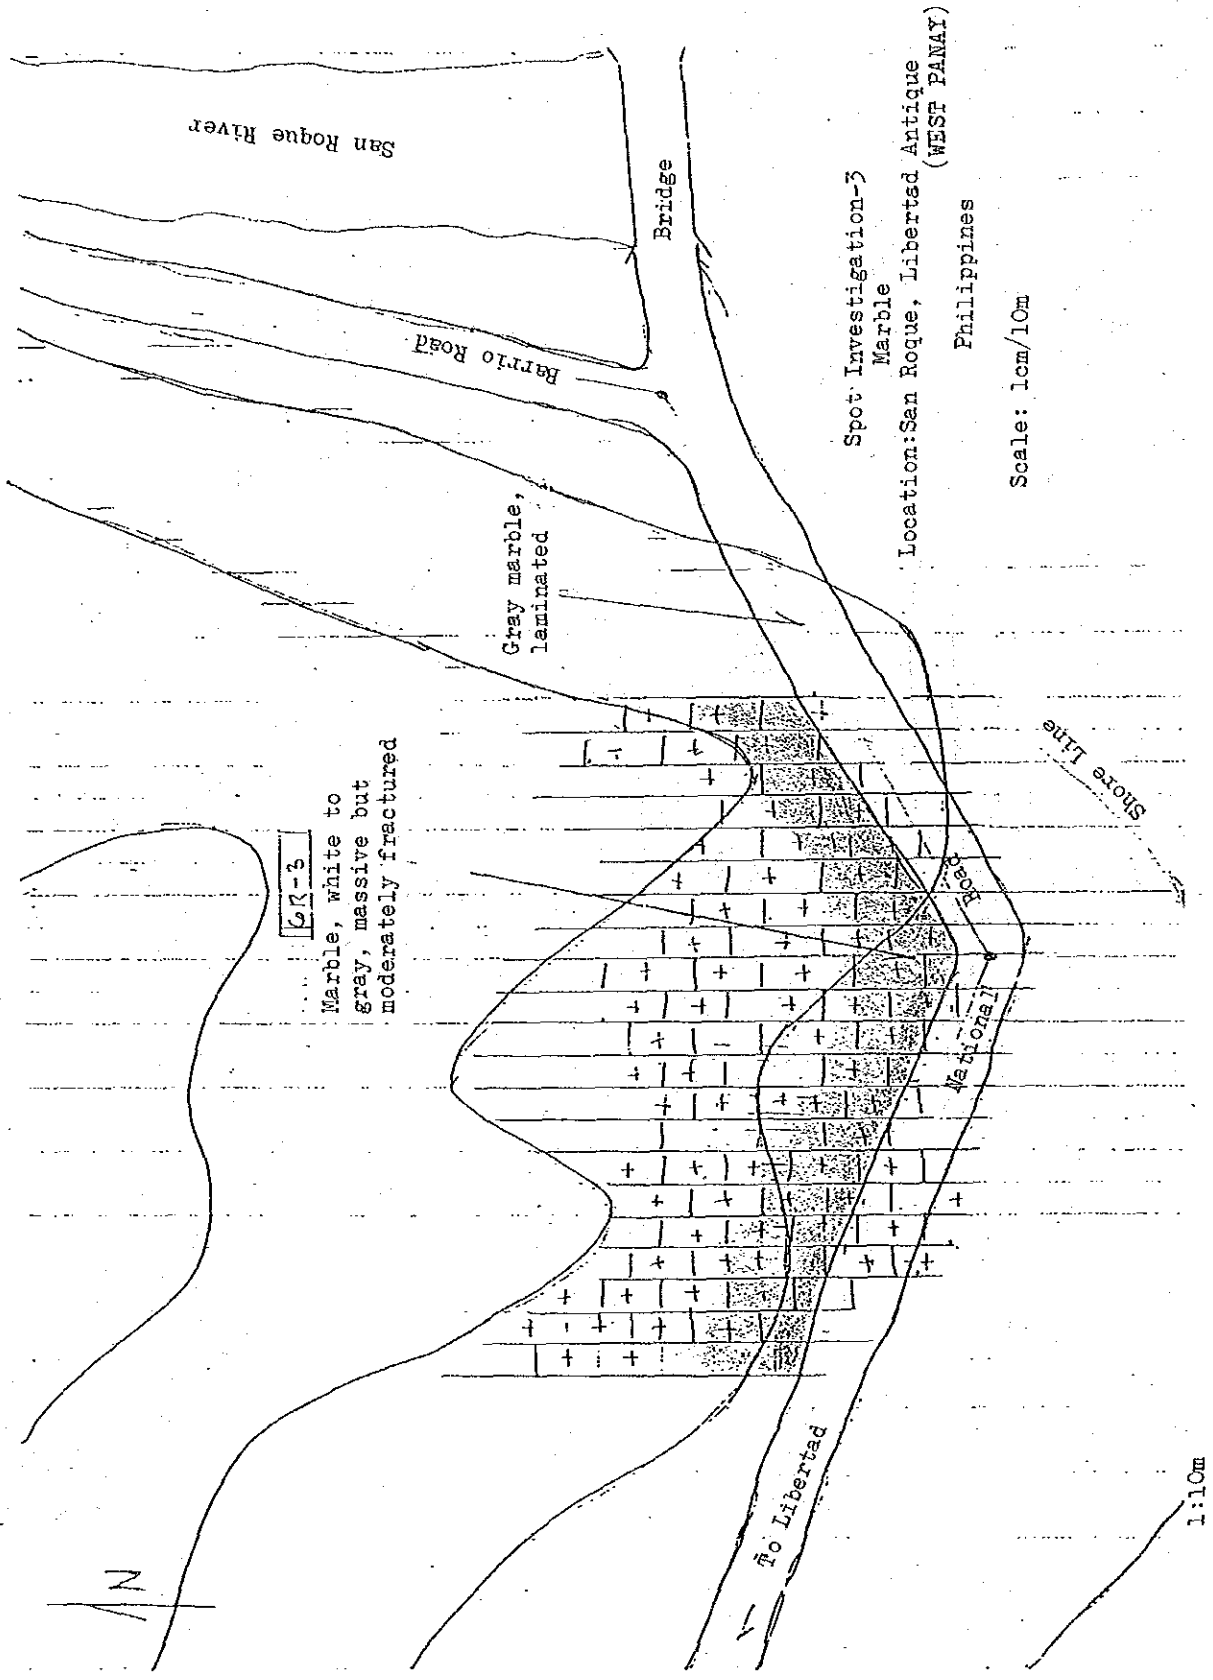 N
San Roque River
Barrio Road
Bridge
Gray marble,
laminated
Marble, white to
gray, massive but
moderately fractured
National
Road
Shore Line
To Libertad
Spot Investigation-3
Marble
Location:San Roque, Libertad Antique
(WEST PANAY)
Philippines
Scale: 1cm/10m
1:10m